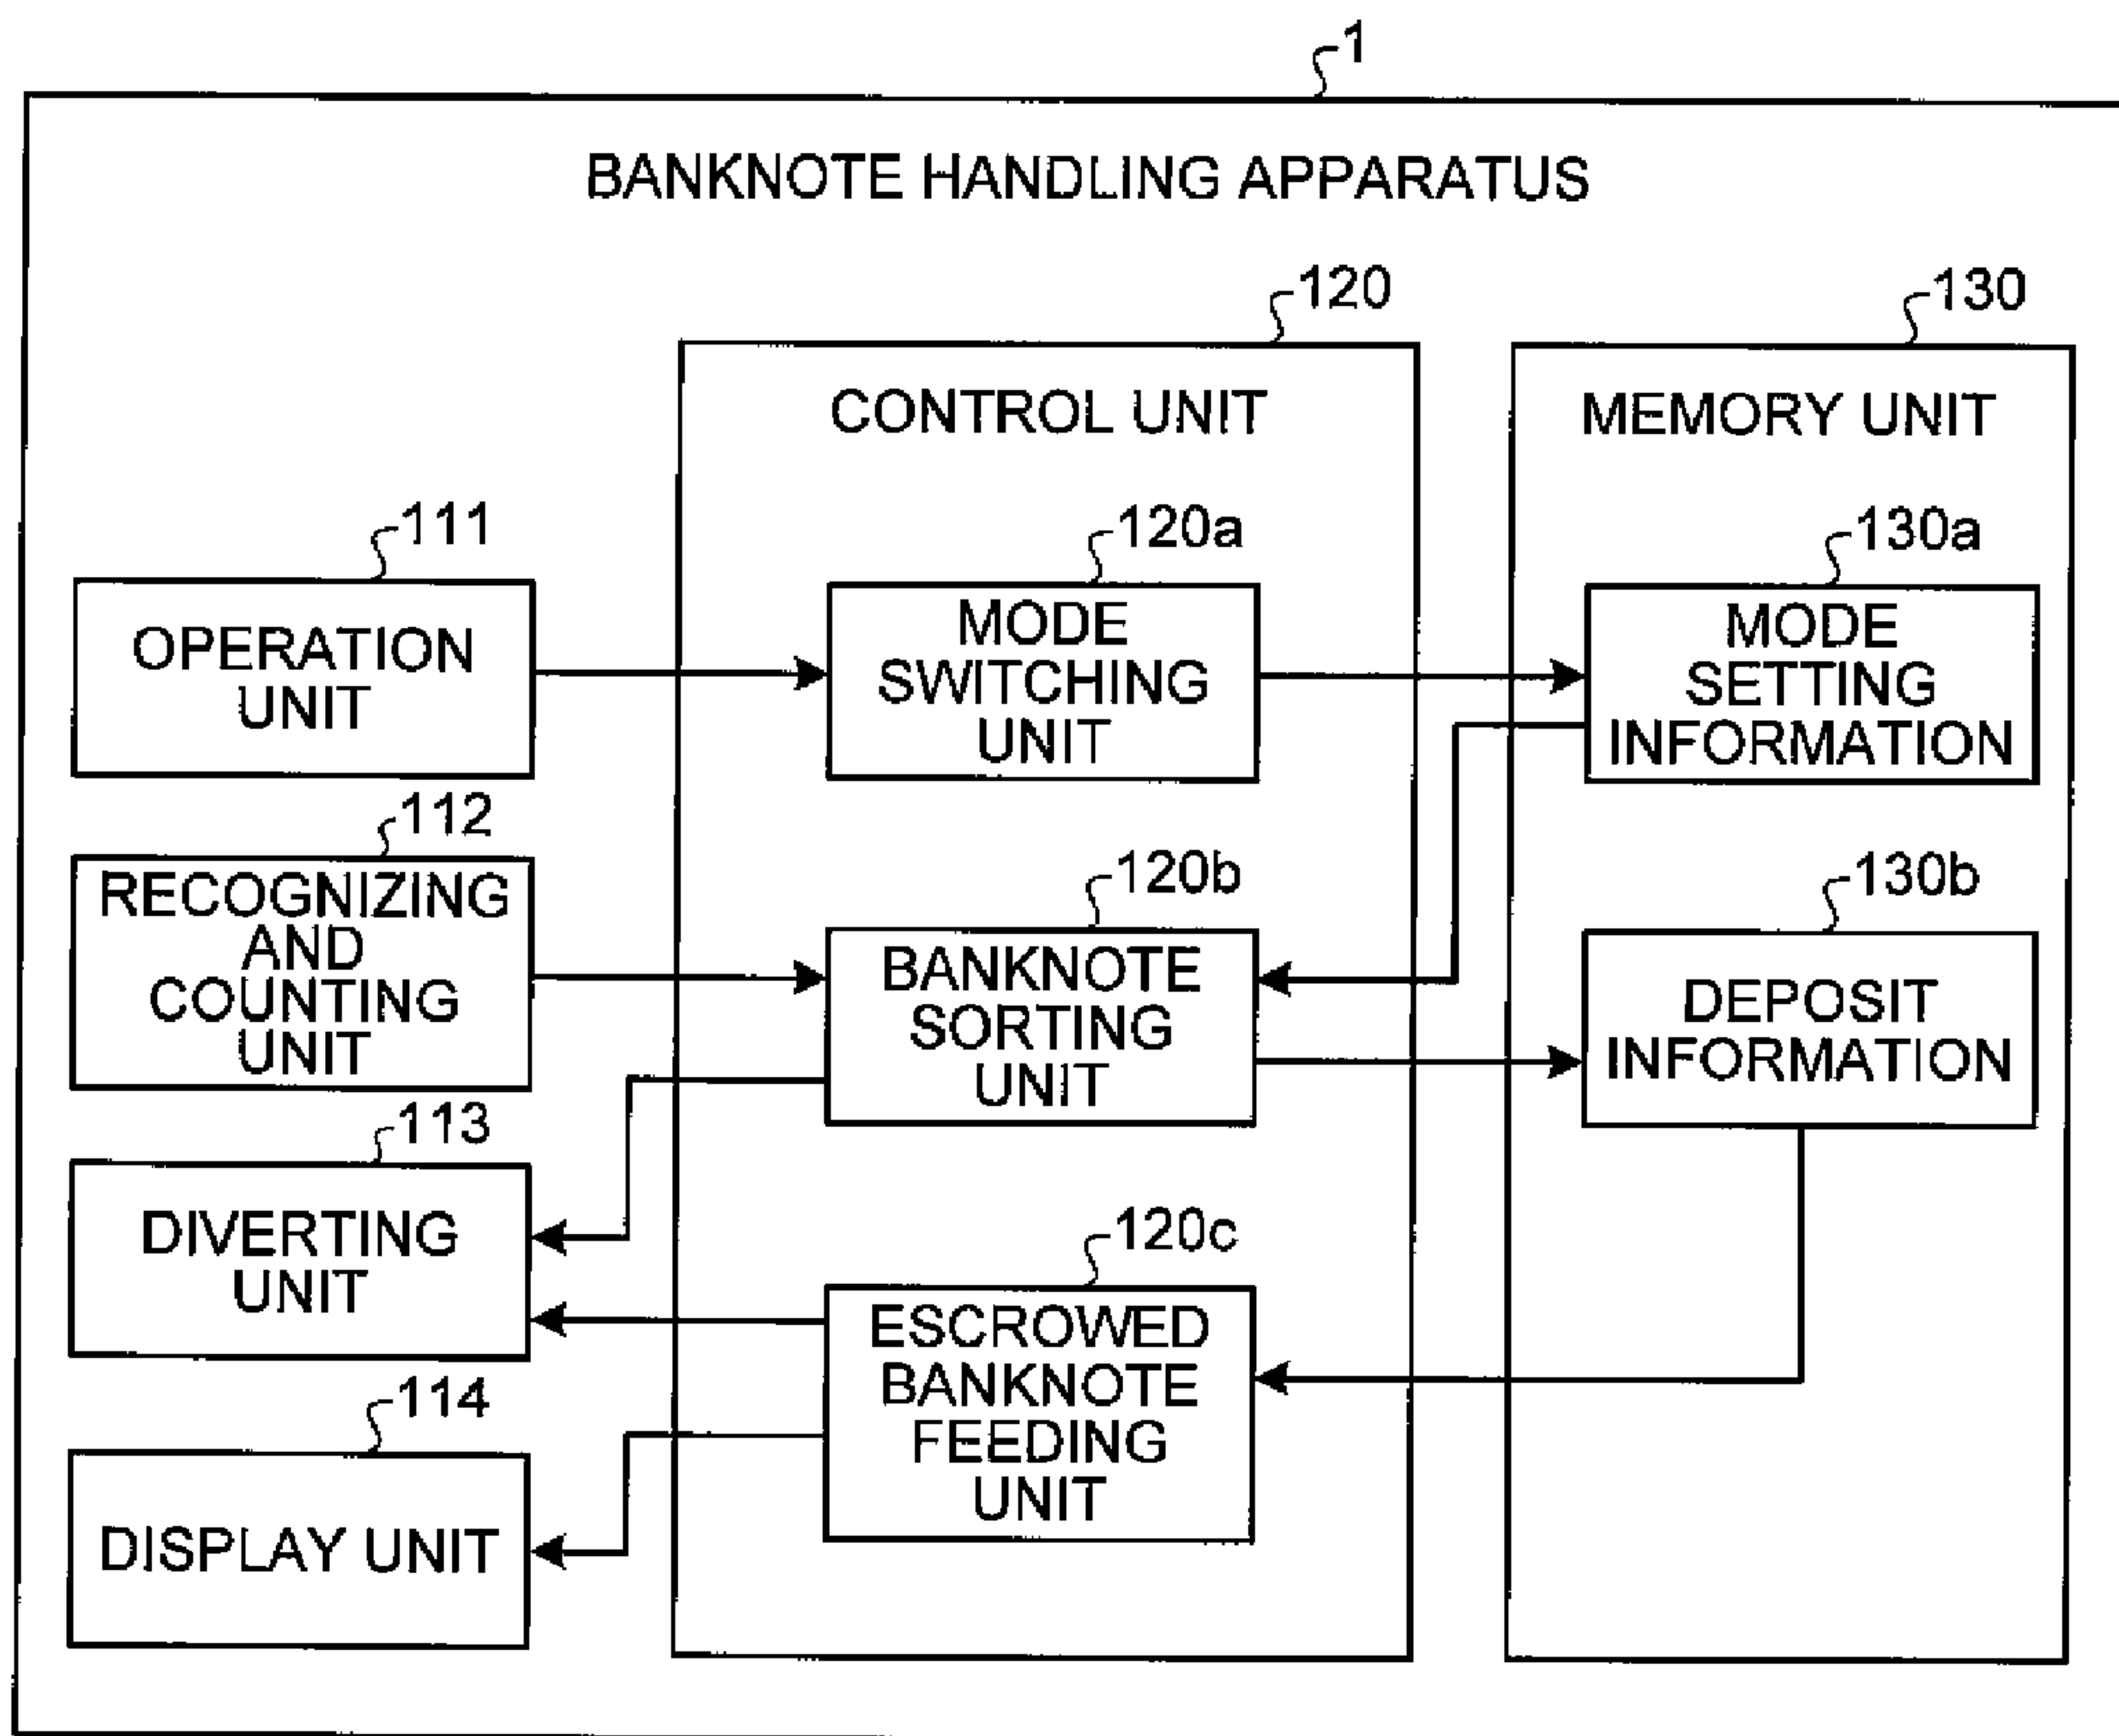 1
BANKNOTE HANDLING APPARATUS
120
130
CONTROL UNIT
MEMORY UNIT
111
OPERATION
UNIT
120a
MODE
SWITCHING
UNIT
130a
MODE
SETTING
INFORMATION
112
RECOGNIZING
AND
COUNTING
UNIT
120b
BANKNOTE
SORTING
UNIT
130b
DEPOSIT
INFORMATION
113
DIVERTING
UNIT
120c
ESCROWED
BANKNOTE
FEEDING
UNIT
114
DISPLAY UNIT